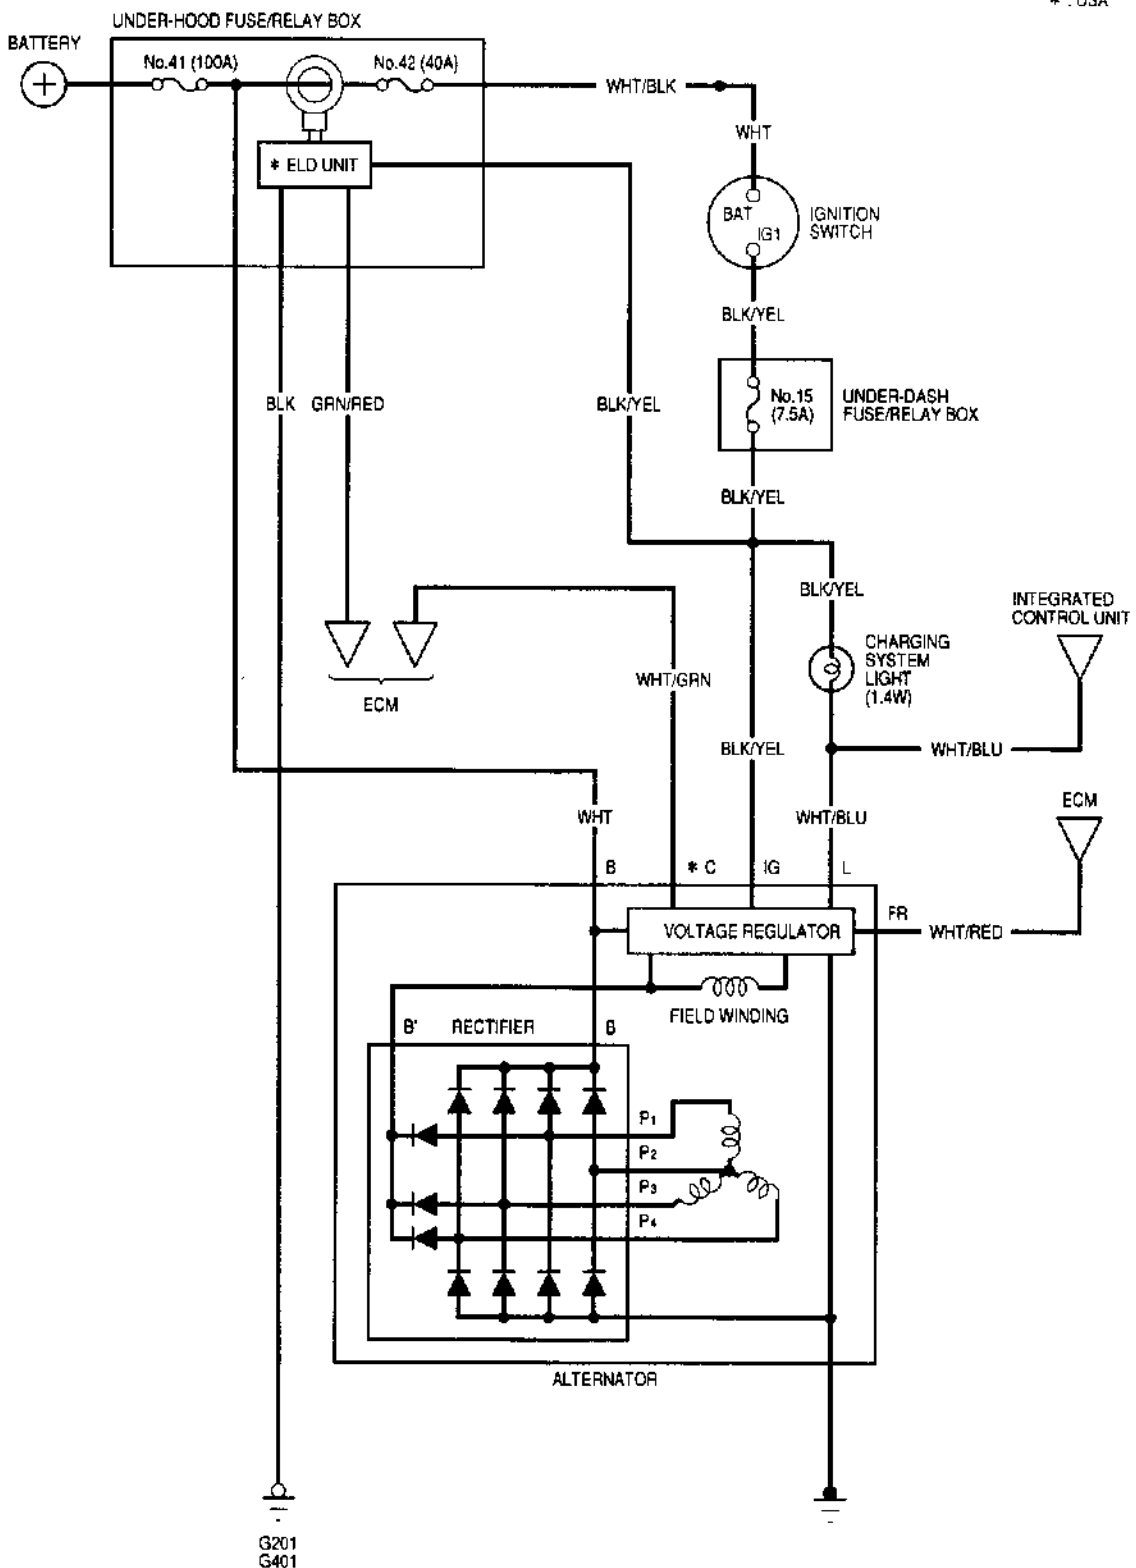 * : USA
UNDER-HOOD FUSE/RELAY BOX
BATTERY
No.41 (100A)
No.42 (40A)
WHT/BLK
WHT
* ELD UNIT
BAT
IG1
IGNITION
SWITCH
BLK/YEL
BLK
GRN/RED
BLK/YEL
No.15
(7.5A)
UNDER-DASH
FUSE/RELAY BOX
BLK/YEL
BLK/YEL
INTEGRATED
CONTROL UNIT
CHARGING
SYSTEM
LIGHT
(1.4W)
WHT/GRN
ECM
BLK/YEL
WHT/BLU
ECM
WHT
WHT/BLU
B
* C
IG
L
FR
VOLTAGE REGULATOR
WHT/RED
FIELD WINDING
B'
RECTIFIER
B
P1
P2
P3
P4
ALTERNATOR
G201
G401